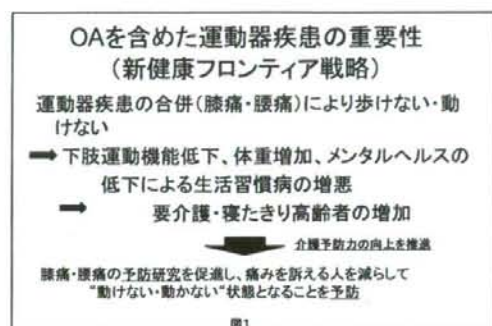 OAを含めた運動器疾患の重要性
(新健康フロンティア戦略)
運動器疾患の合併(膝痛・腰痛)により歩けない・動
けない
➡下肢運動機能低下、体重増加、メンタルヘルスの
低下による生活習慣病の増悪
➡ 要介護・寝たきり高齢者の増加
介護予防力の向上を推進
膝痛・腰痛の予防研究を促進し、痛みを訴える人を減らして
"動けない・動かない"状態となることを予防
図1